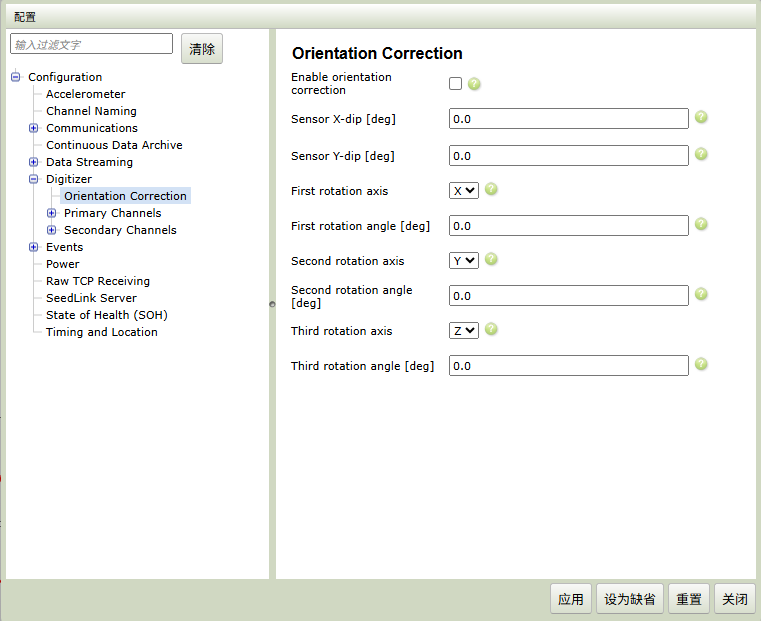 配置
输入过滤文字
清除
Configuration
Accelerometer
Channel Naming
Communications
Continuous Data Archive
Data Streaming
Digitizer
Orientation Correction
Primary Channels
Secondary Channels
Events
Power
Raw TCP Receiving
SeedLink Server
State of Health (SOH)
Timing and Location
Orientation Correction
Enable orientation
correction
?
Sensor X-dip [deg]
0.0
?
Sensor Y-dip [deg]
0.0
?
First rotation axis
X
?
First rotation angle [deg]
0.0
?
Second rotation axis
Y
?
Second rotation angle
[deg]
0.0
?
Third rotation axis
Z
?
Third rotation angle [deg]
0.0
?
应用
设为缺省
重置
关闭